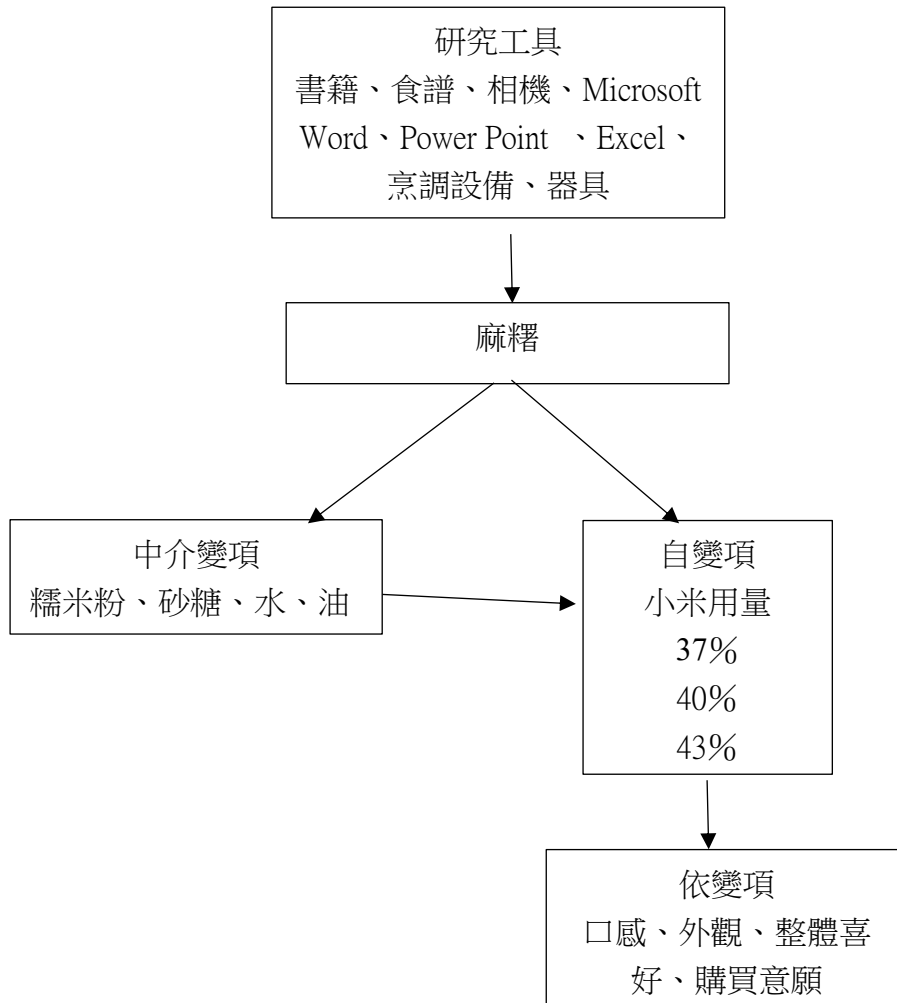 研究工具
書籍、食譜、相機、Microsoft
Word、Power Point 、Excel、
烹調設備、器具
麻糬
中介變項
糯米粉、砂糖、水、油
自變項
小米用量
37%
40%
43%
依變項
口感、外觀、整體喜
好、購買意願